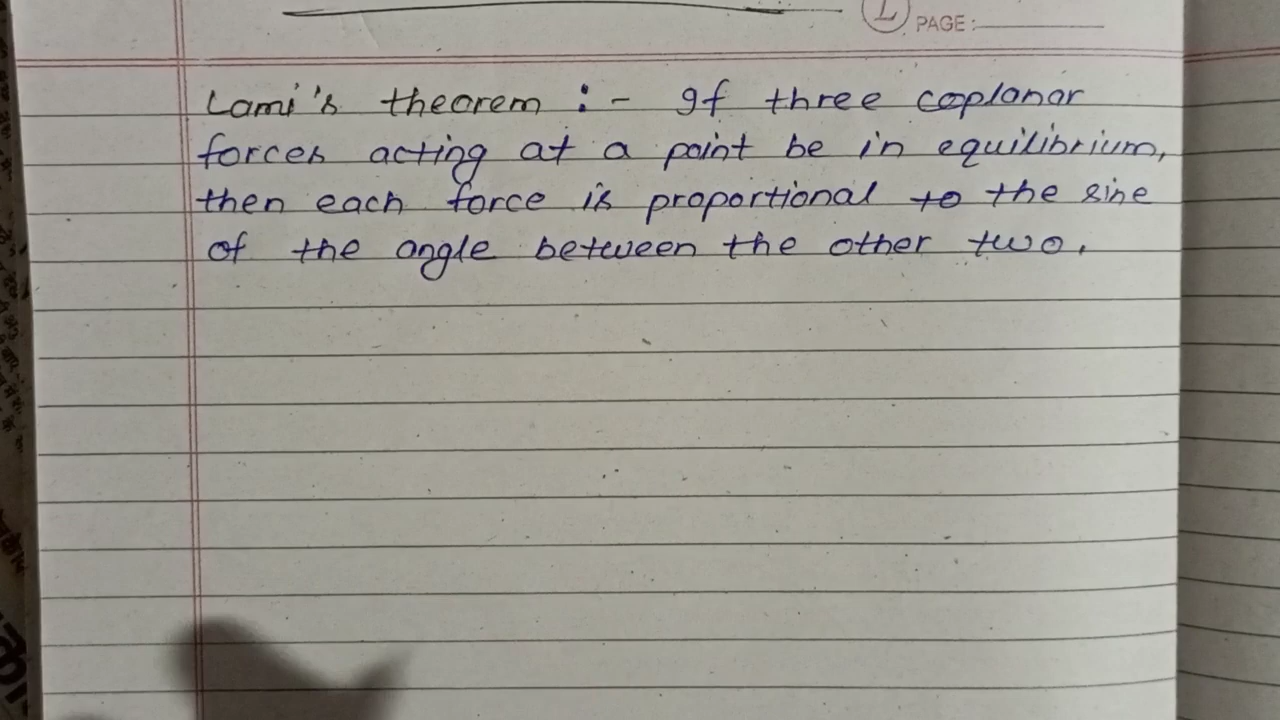 L PAGE:
Lami's theorem :- If three coplanar
forces acting at a point be in equilibrium,
then each force is proportional to the sine
of the angle between the other two.